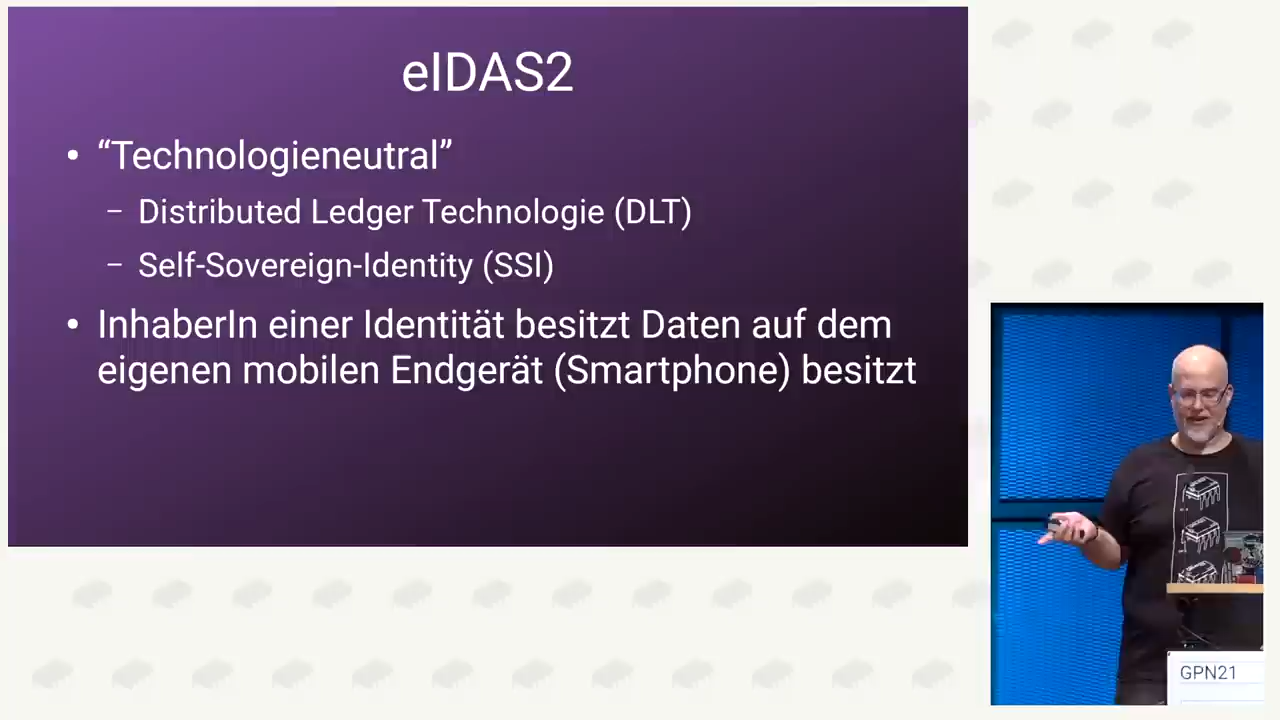 eIDAS2
• “Technologieneutral”
– Distributed Ledger Technologie (DLT)
– Self-Sovereign-Identity (SSI)
• InhaberIn einer Identität besitzt Daten auf dem
eigenen mobilen Endgerät (Smartphone) besitzt
GPN21